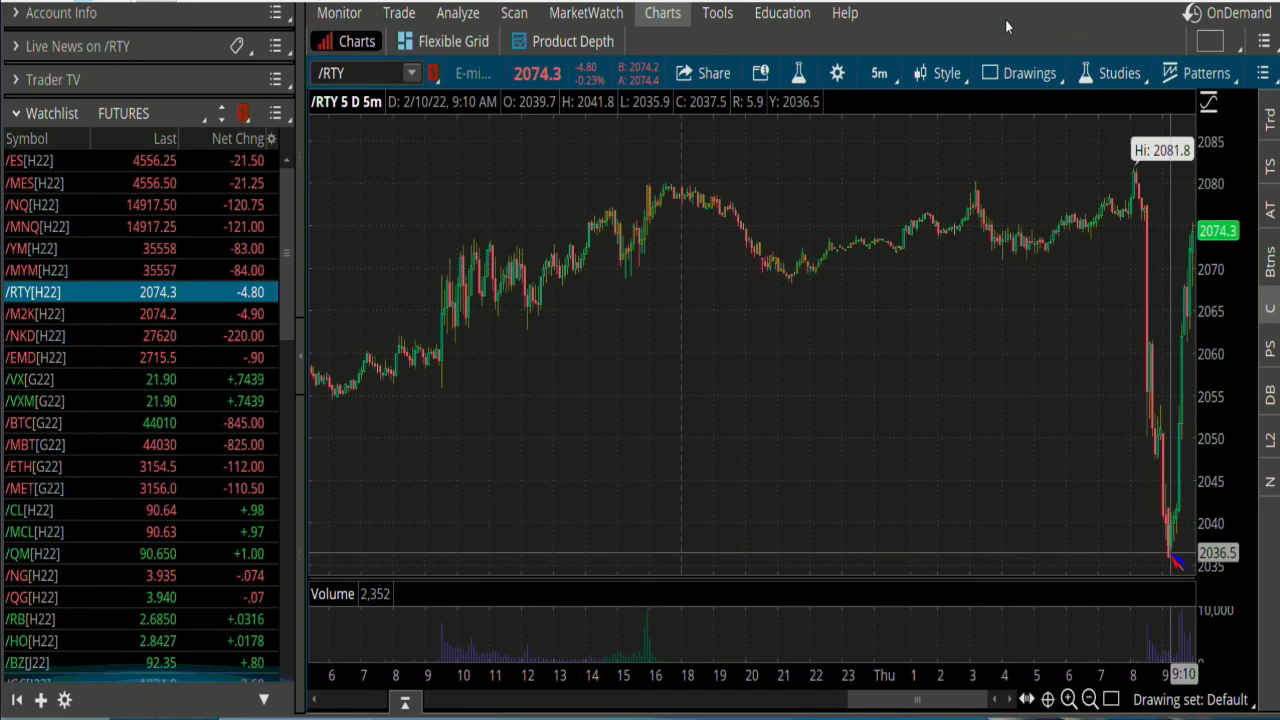 Account Info
Monitor Trade Analyze Scan MarketWatch Charts Tools Education Help OnDemand
Live News on /RTY
Charts Flexible Grid Product Depth
Trader TV
/RTY E-mi... 2074.3 -4.80 -0.23% B: 2074.2 A: 2074.4 Share 5m Style Drawings Studies Patterns
Watchlist FUTURES
/RTY 5 D 5m D: 2/10/22, 9:10 AM O: 2039.7 H: 2041.8 L: 2035.9 C: 2037.5 R: 5.9 Y: 2036.5
Symbol Last Net Chng
/ES[H22] 4556.25 -21.50
/MES[H22] 4556.50 -21.25
/NQ[H22] 14917.50 -120.75
/MNQ[H22] 14917.25 -121.00
/YM[H22] 35558 -83.00
/MYM[H22] 35557 -84.00
/RTY[H22] 2074.3 -4.80
/M2K[H22] 2074.2 -4.90
/NKD[H22] 27620 -220.00
/EMD[H22] 2715.5 -.90
/VX[G22] 21.90 +.7439
/VXM[G22] 21.90 +.7439
/BTC[G22] 44010 -845.00
/MBT[G22] 44030 -825.00
/ETH[G22] 3154.5 -112.00
/MET[G22] 3156.0 -110.50
/CL[H22] 90.64 +.98
/MCL[H22] 90.63 +.97
/QM[H22] 90.650 +1.00
/NG[H22] 3.935 -.074
/QG[H22] 3.940 -.07
/RB[H22] 2.6850 +.0316
/HO[H22] 2.8427 +.0178
/BZ[J22] 92.35 +.80
Hi: 2081.8
2085
2080
2074.3
2070
2065
2060
2055
2050
2045
2040
2036.5
2035
Volume 2,352
10,000
6 7 8 9 10 11 12 13 14 15 16 18 19 20 21 22 23 Thu 1 2 3 4 5 6 7 8 9:10
Drawing set: Default
Trd
TS
AT
Btns
C
PS
DB
L2
N